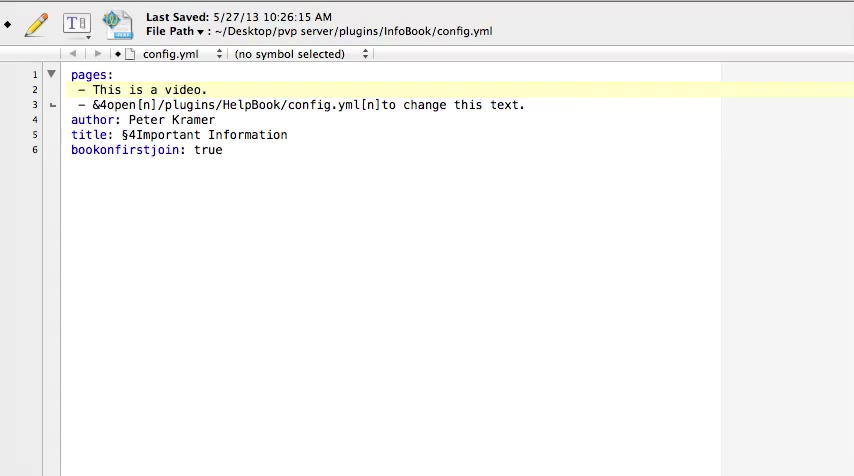 Last Saved: 5/27/13 10:26:15 AM
File Path ▾ : ~/Desktop/pvp server/plugins/InfoBook/config.yml
config.yml (no symbol selected)
1 pages:
2 - This is a video.
3 - &4open[n]/plugins/HelpBook/config.yml[n]to change this text.
4 author: Peter Kramer
5 title: §4Important Information
6 bookonfirstjoin: true